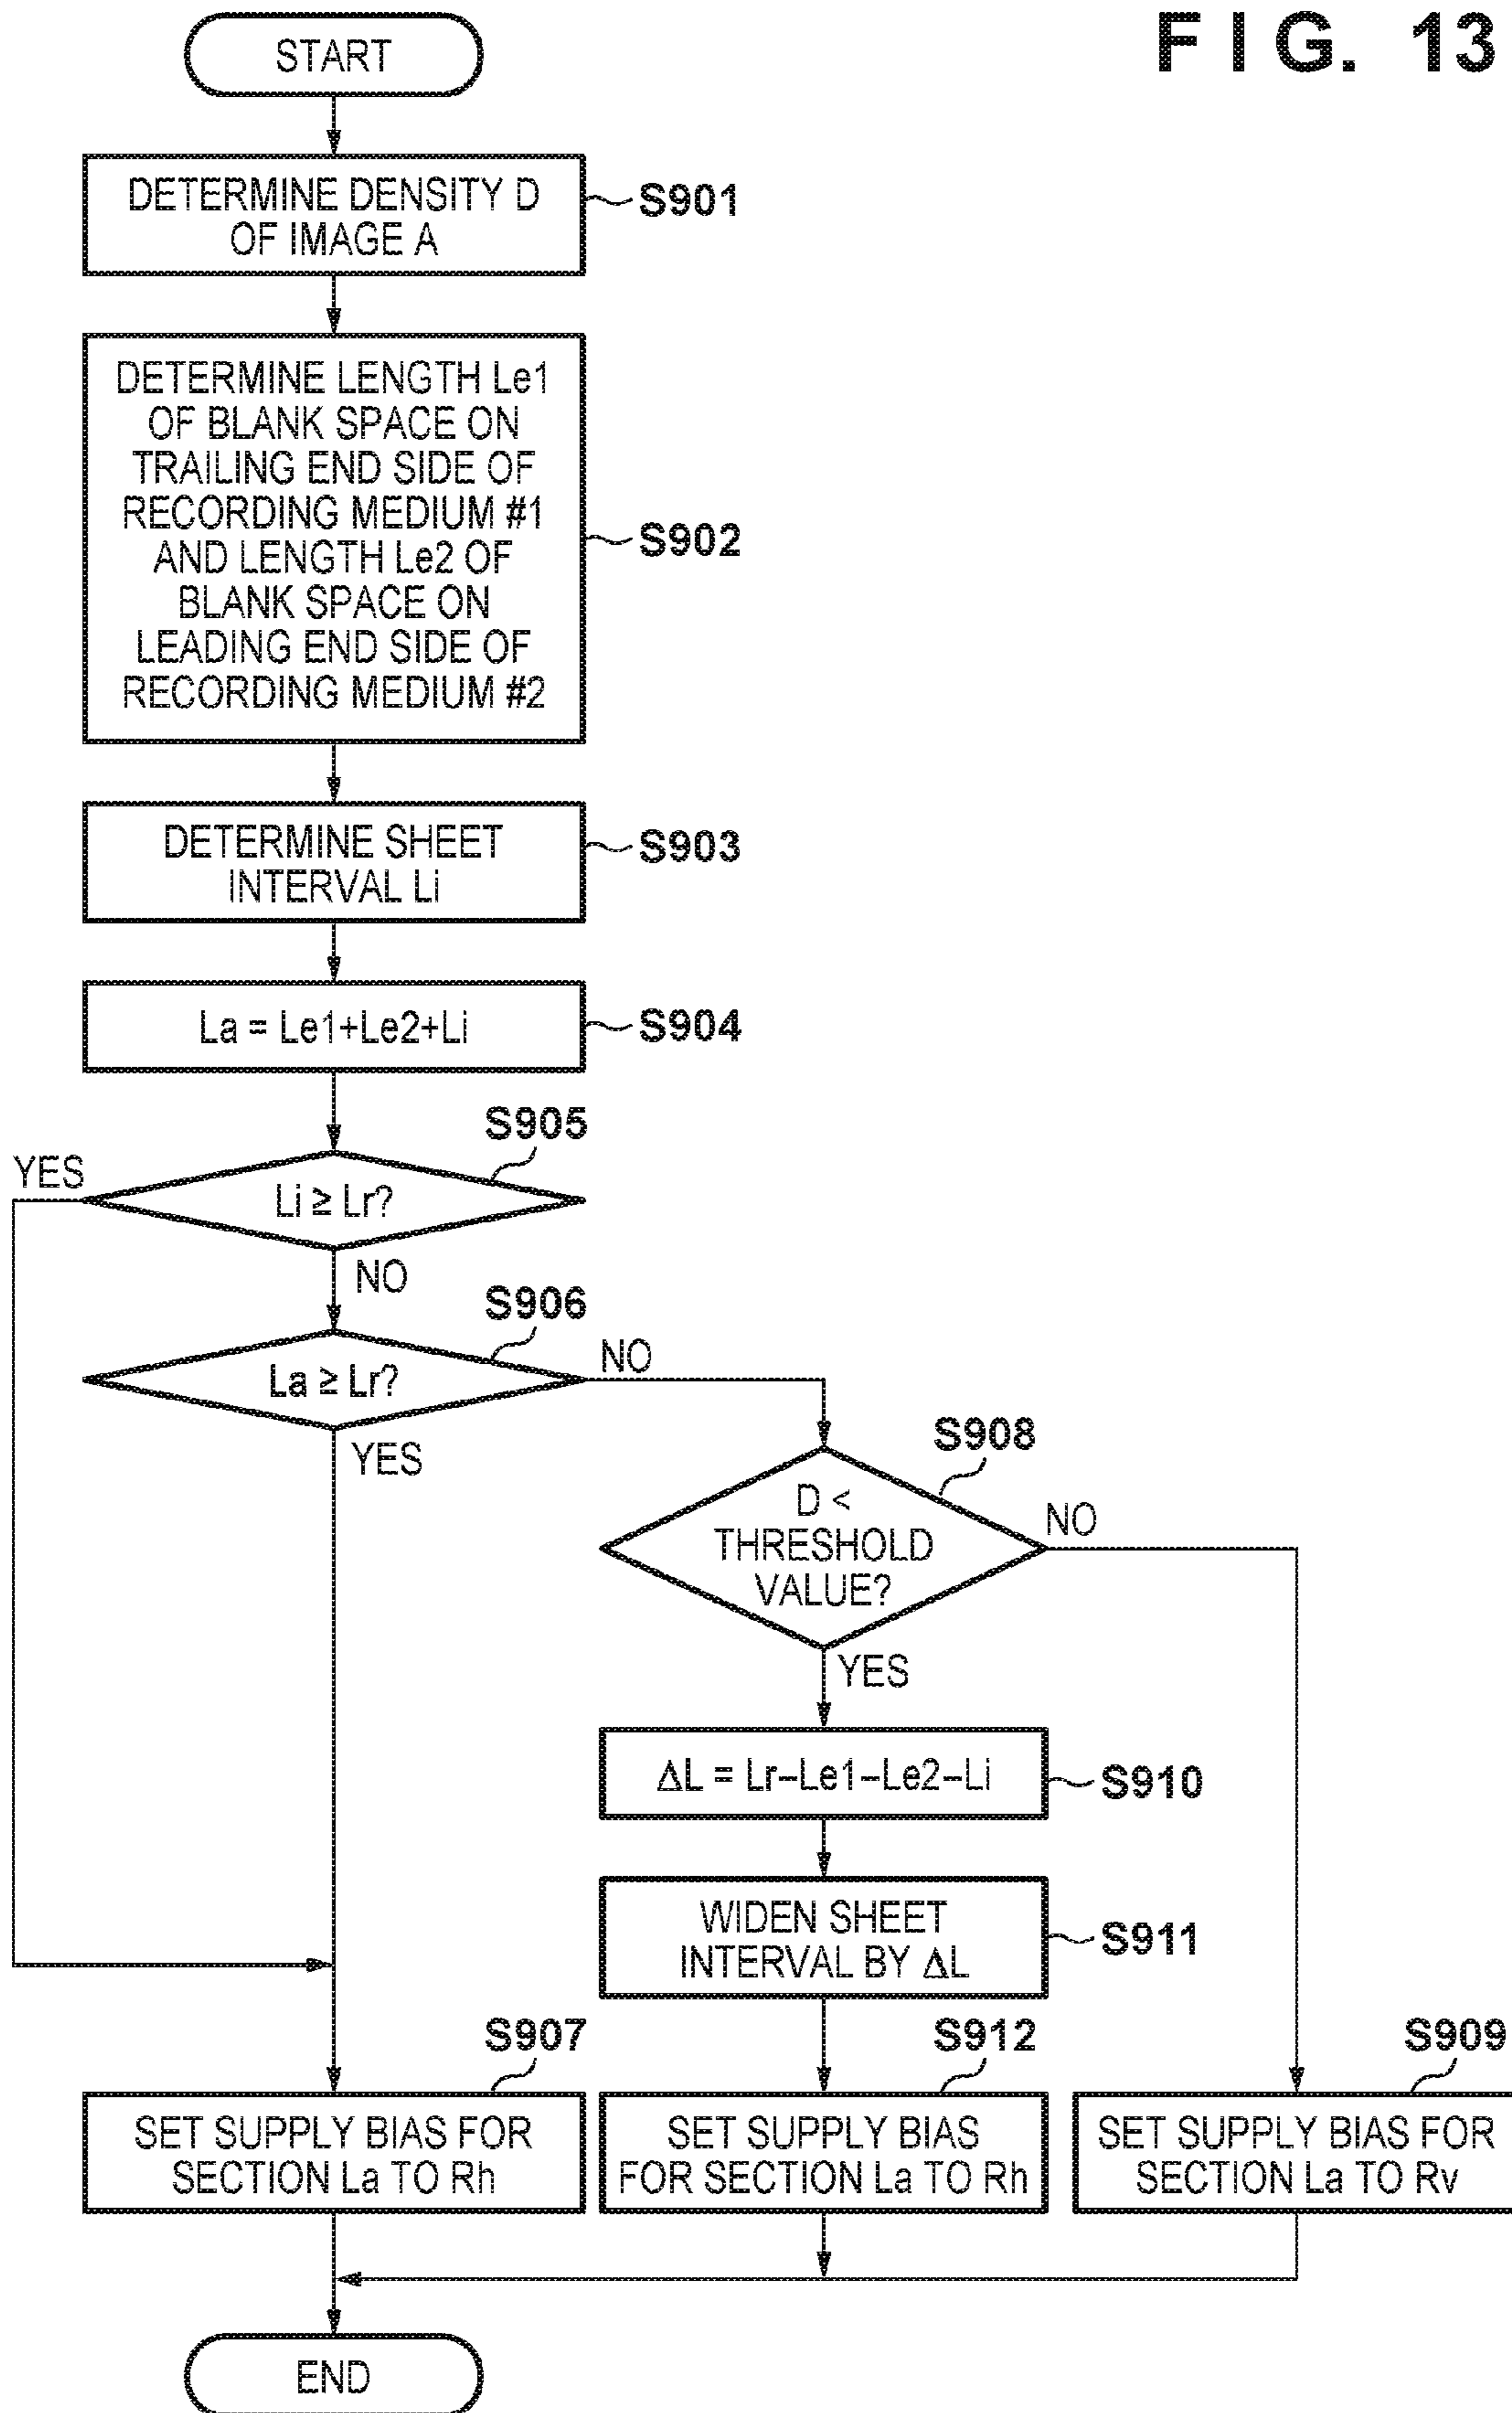 FIG. 13
START
DETERMINE DENSITY D
OF IMAGE A
S901
DETERMINE LENGTH Le1
OF BLANK SPACE ON
TRAILING END SIDE OF
RECORDING MEDIUM #1
AND LENGTH Le2 OF
BLANK SPACE ON
LEADING END SIDE OF
RECORDING MEDIUM #2
S902
DETERMINE SHEET
INTERVAL Li
S903
La = Le1+Le2+Li
S904
S905
Li ≥ Lr?
YES
NO
S906
La ≥ Lr?
NO
YES
S908
D <
THRESHOLD
VALUE?
NO
YES
ΔL = Lr–Le1–Le2–Li
S910
WIDEN SHEET
INTERVAL BY ΔL
S911
S907
SET SUPPLY BIAS FOR
SECTION La TO Rh
S912
SET SUPPLY BIAS
FOR SECTION La TO Rh
S909
SET SUPPLY BIAS FOR
SECTION La TO Rv
END